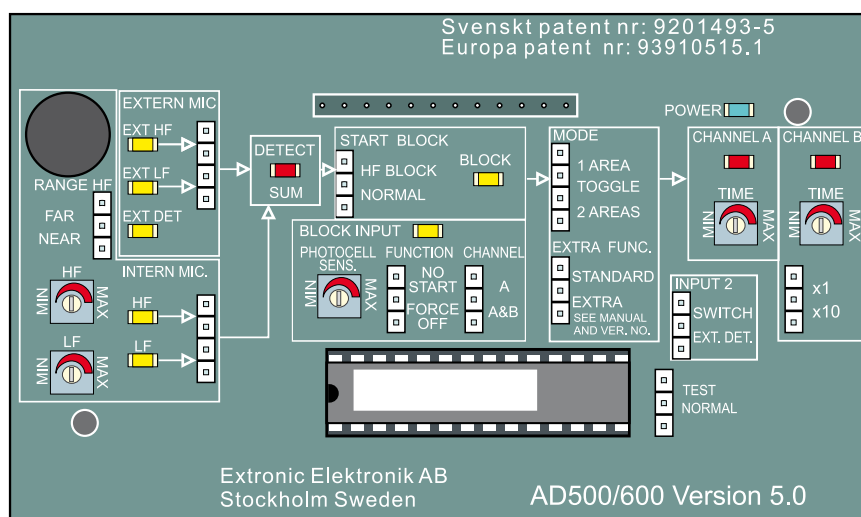 Svenskt patent nr: 9201493-5
Europa patent nr: 93910515.1
EXTERN MIC
EXT HF
EXT LF
EXT DET
RANGE HF
FAR
NEAR
INTERN MIC.
HF
MIN
MAX
HF
LF
MIN
MAX
LF
DETECT
SUM
START BLOCK
HF BLOCK
NORMAL
BLOCK
BLOCK INPUT
PHOTOCELL
SENS.
MIN
MAX
FUNCTION
NO
START
FORCE
OFF
CHANNEL
A
A&B
MODE
1 AREA
TOGGLE
2 AREAS
EXTRA FUNC.
STANDARD
EXTRA
SEE MANUAL
AND VER. NO.
POWER
CHANNEL A
TIME
MIN
MAX
CHANNEL B
TIME
MIN
MAX
x1
x10
INPUT 2
SWITCH
EXT. DET.
TEST
NORMAL
Extronic Elektronik AB
Stockholm Sweden
AD500/600 Version 5.0